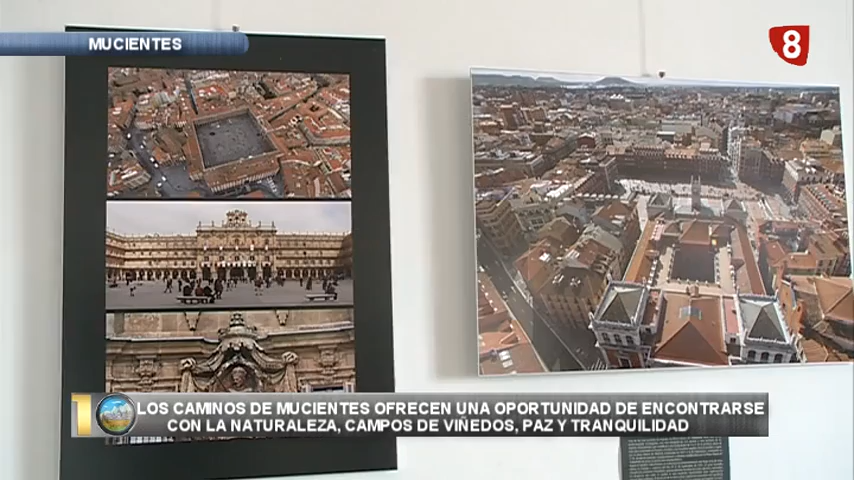 MUCIENTES
8
10
LOS CAMINOS DE MUCIENTES OFRECEN UNA OPORTUNIDAD DE ENCONTRARSE
CON LA NATURALEZA, CAMPOS DE VIÑEDOS, PAZ Y TRANQUILIDAD